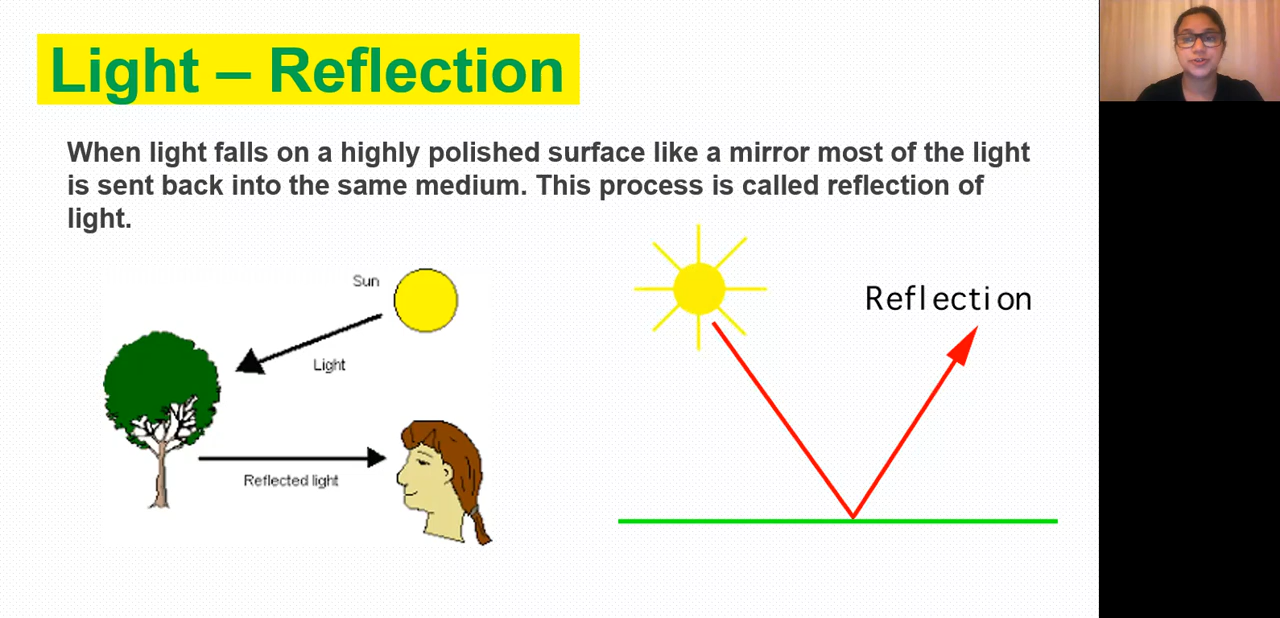 Light – Reflection
When light falls on a highly polished surface like a mirror most of the light
is sent back into the same medium. This process is called reflection of
light.
Sun
Light
Reflected light
Reflection